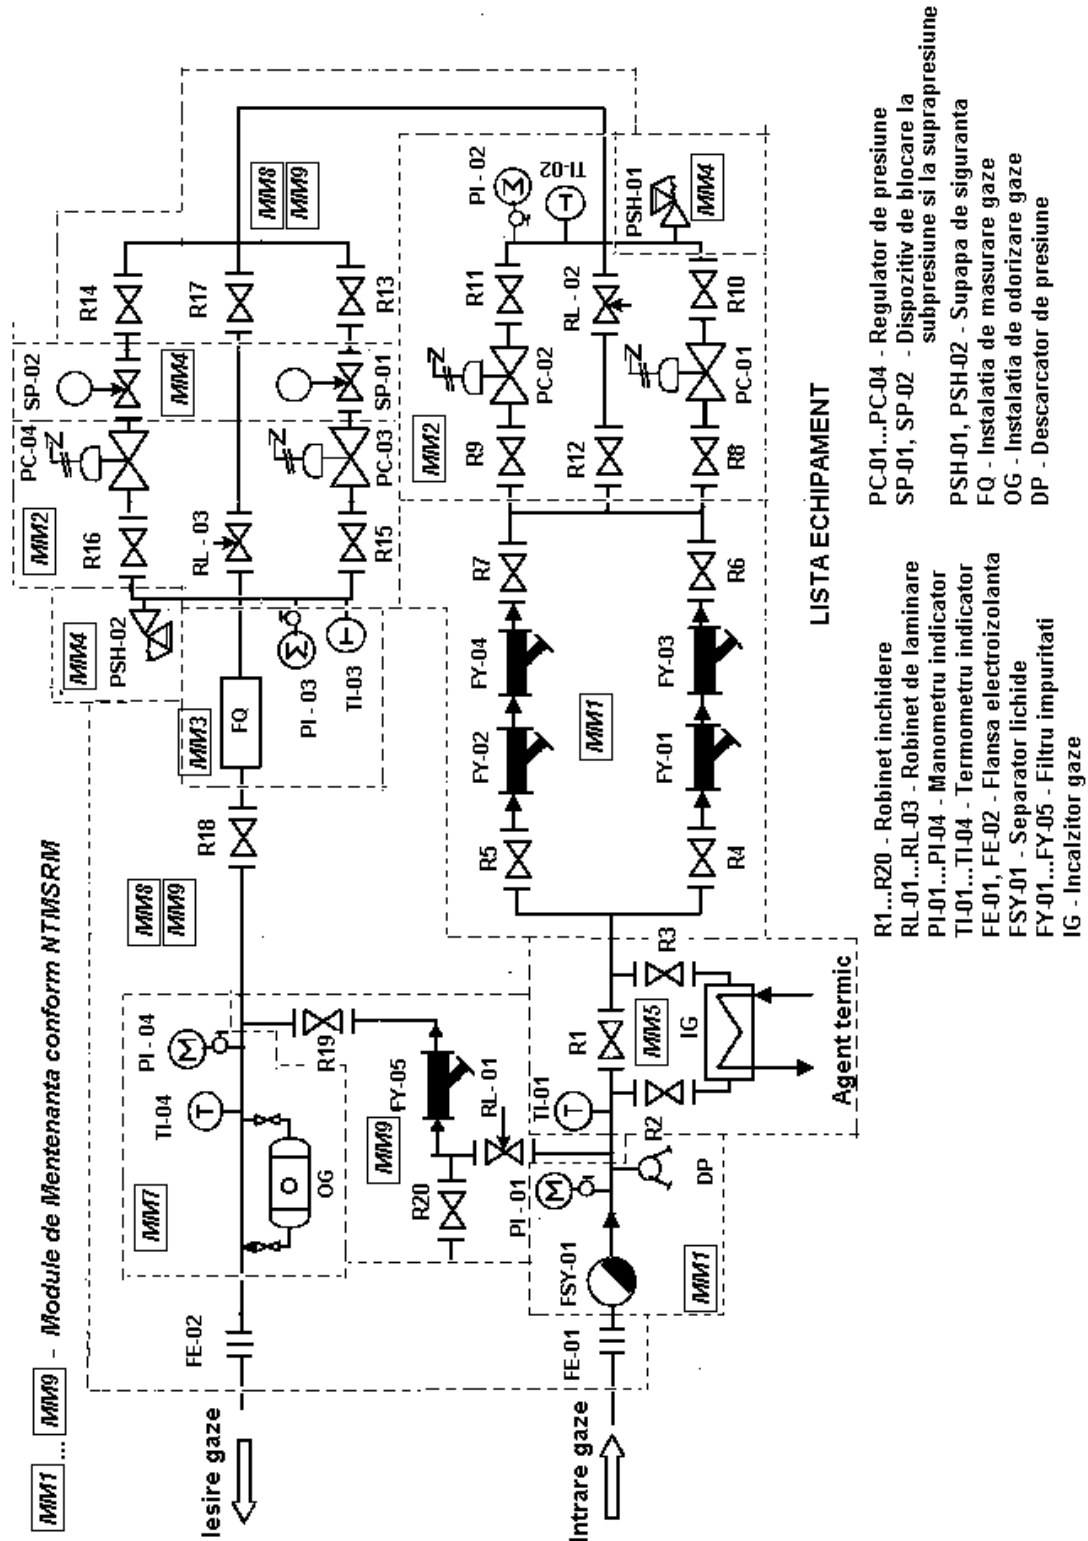 MM1 ... MM9 - Module de Mentenanta conform NTMSRM
Iesire gaze
FE-02
MM7
OG
TI-04
PI - 04
MM8
MM9
R18
MM3
FQ
MM4
PSH-02
PI - 03
TI-03
MM2
R16
RL - 03
R15
PC-04
PC-03
SP-02
MM4
SP-01
R14
R17
R13
MM8
MM9
R19
FY-05
MM9
RL - 01
R20
Intrare gaze
FE-01
FSY-01
MM1
PI - 01
DP
TI-01
R2
R1
MM5
IG
R3
Agent termic
R5
R4
FY-02
FY-01
MM1
FY-04
FY-03
R7
R6
MM2
R9
R12
R8
PC-02
PC-01
R11
RL - 02
R10
PI - 02
TI-02
PSH-01
MM4
LISTA ECHIPAMENT
R1...R20 - Robinet inchidere
RL-01...RL-03 - Robinet de laminare
PI-01...PI-04 - Manometru indicator
TI-01...TI-04 - Termometru indicator
FE-01, FE-02 - Flansa electroizolanta
FSY-01 - Separator lichide
FY-01...FY-05 - Filtru impuritati
IG - Incalzitor gaze
PC-01...PC-04 - Regulator de presiune
SP-01, SP-02 - Dispozitiv de blocare la
subpresiune si la suprapresiune
PSH-01, PSH-02 - Supapa de siguranta
FQ - Instalatia de masurare gaze
OG - Instalatia de odorizare gaze
DP - Descarcator de presiune